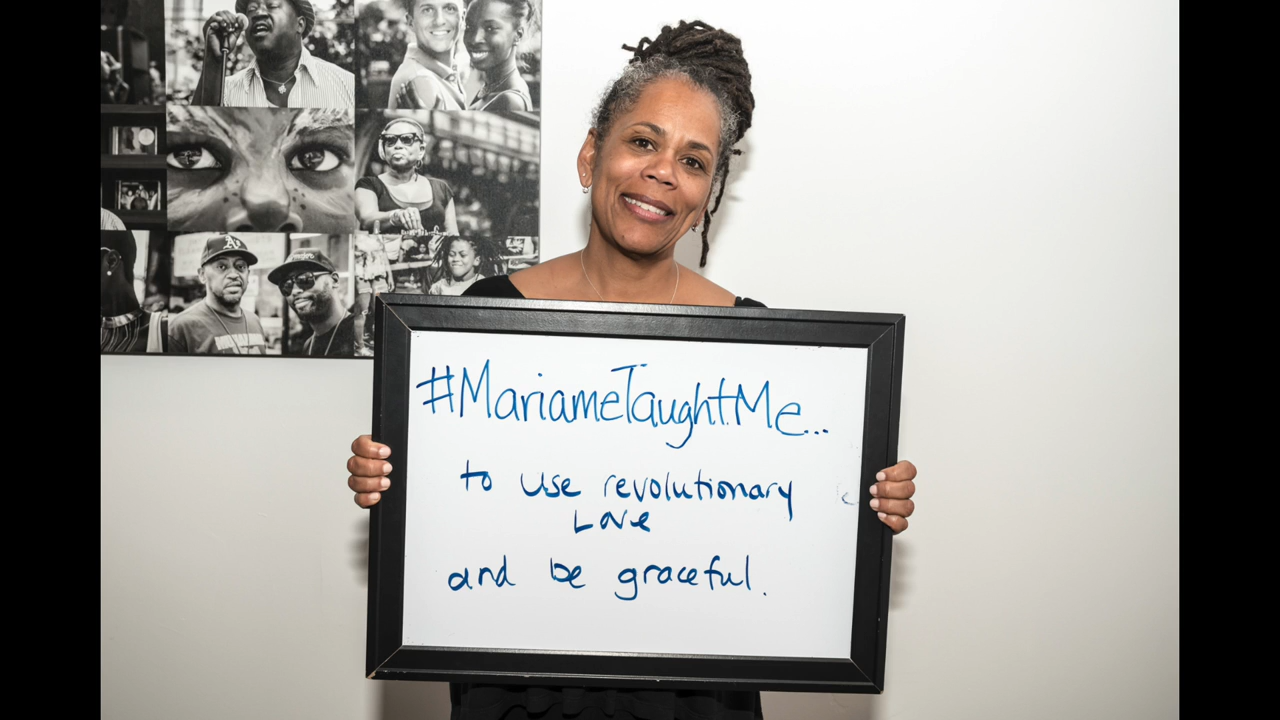 A's
#MariameTaughtMe...
to use revolutionary
Love
and be graceful.